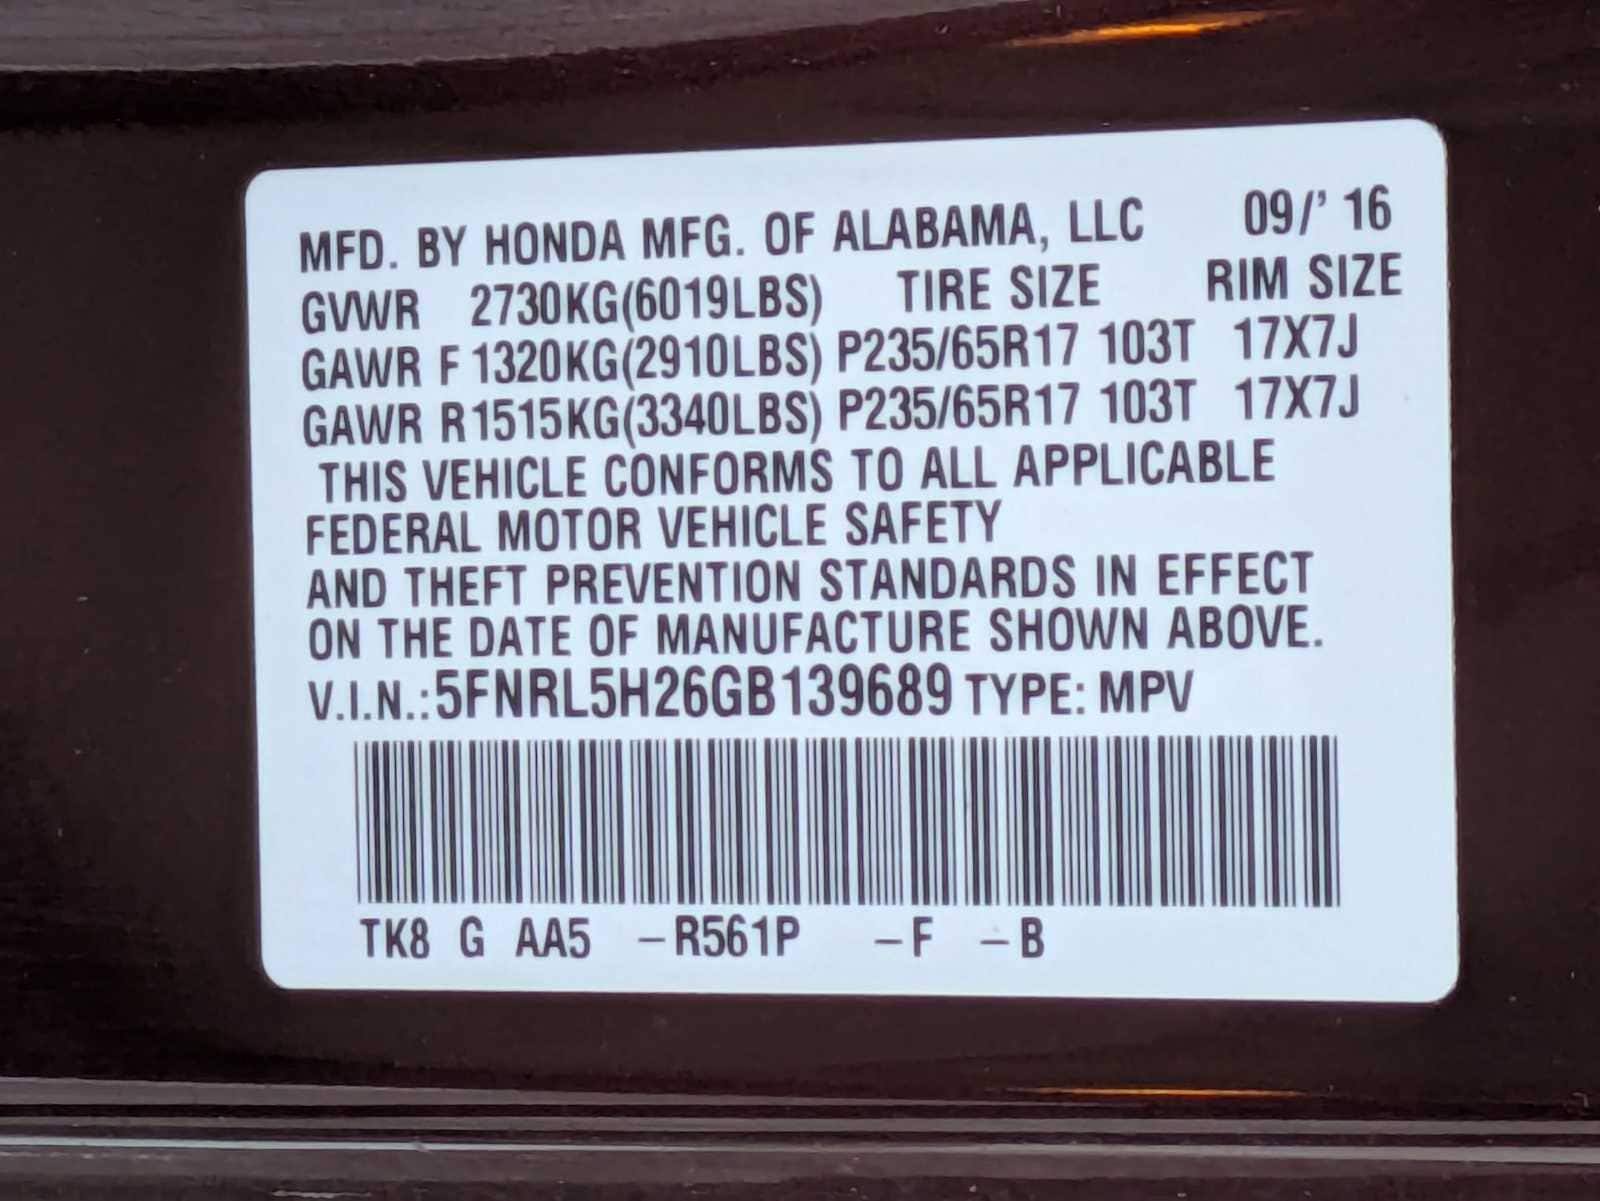 MFD. BY HONDA MFG. OF ALABAMA, LLC 09/' 16
GVWR 2730KG(6019LBS) TIRE SIZE RIM SIZE
GAWR F 1320KG(2910LBS) P235/65R17 103T 17X7J
GAWR R1515KG(3340LBS) P235/65R17 103T 17X7J
THIS VEHICLE CONFORMS TO ALL APPLICABLE
FEDERAL MOTOR VEHICLE SAFETY
AND THEFT PREVENTION STANDARDS IN EFFECT
ON THE DATE OF MANUFACTURE SHOWN ABOVE.
V.I.N.:5FNRL5H26GB139689 TYPE: MPV
TK8 G AA5 –R561P –F –B